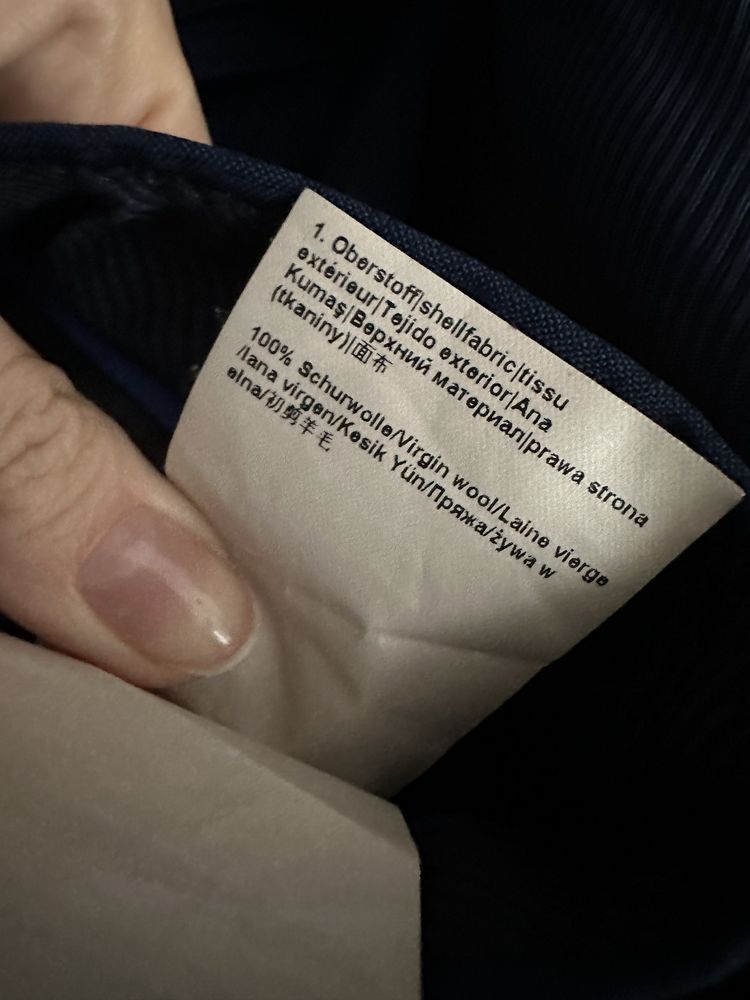 1. Oberstoff|shellfabric|tissu
extérieur|Tejido exterior|Ana
Kumaş|Верхний материал|prawa strona
(tkaniny)|面布
100% Schurwolle/Virgin wool/Laine vierge
/lana virgen/Kesik Yün/Пряжа/żywa w
elna/初剪羊毛